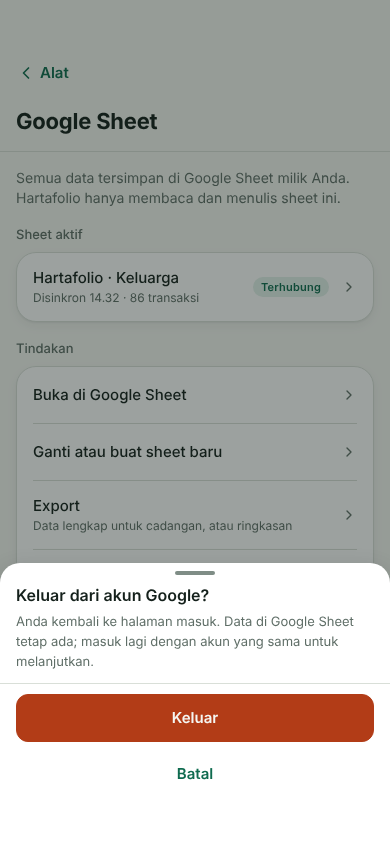 Alat
Google Sheet
Semua data tersimpan di Google Sheet milik Anda.
Hartafolio hanya membaca dan menulis sheet ini.
Sheet aktif
Hartafolio · Keluarga
Disinkron 14.32 · 86 transaksi
Terhubung
Tindakan
Buka di Google Sheet
Ganti atau buat sheet baru
Export
Data lengkap untuk cadangan, atau ringkasan
Keluar dari akun Google?
Anda kembali ke halaman masuk. Data di Google Sheet
tetap ada; masuk lagi dengan akun yang sama untuk
melanjutkan.
Keluar
Batal